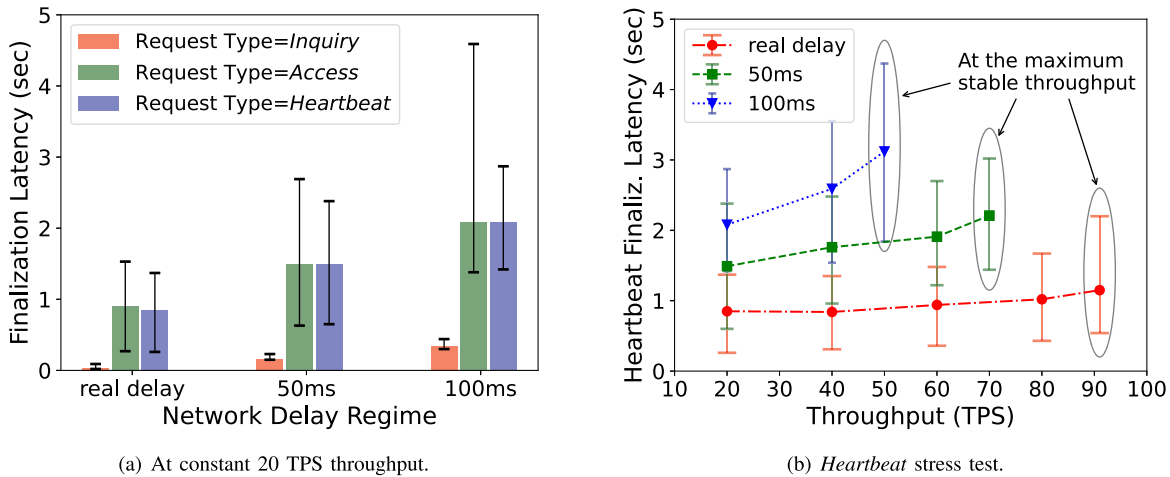 Finalization Latency (sec)
5
4
3
2
1
0
Request Type=Inquiry
Request Type=Access
Request Type=Heartbeat
real delay
50ms
100ms
Network Delay Regime
(a) At constant 20 TPS throughput.
Heartbeat Finaliz. Latency (sec)
5
4
3
2
1
0
real delay
50ms
100ms
At the maximum
stable throughput
10 20 30 40 50 60 70 80 90 100
Throughput (TPS)
(b) Heartbeat stress test.